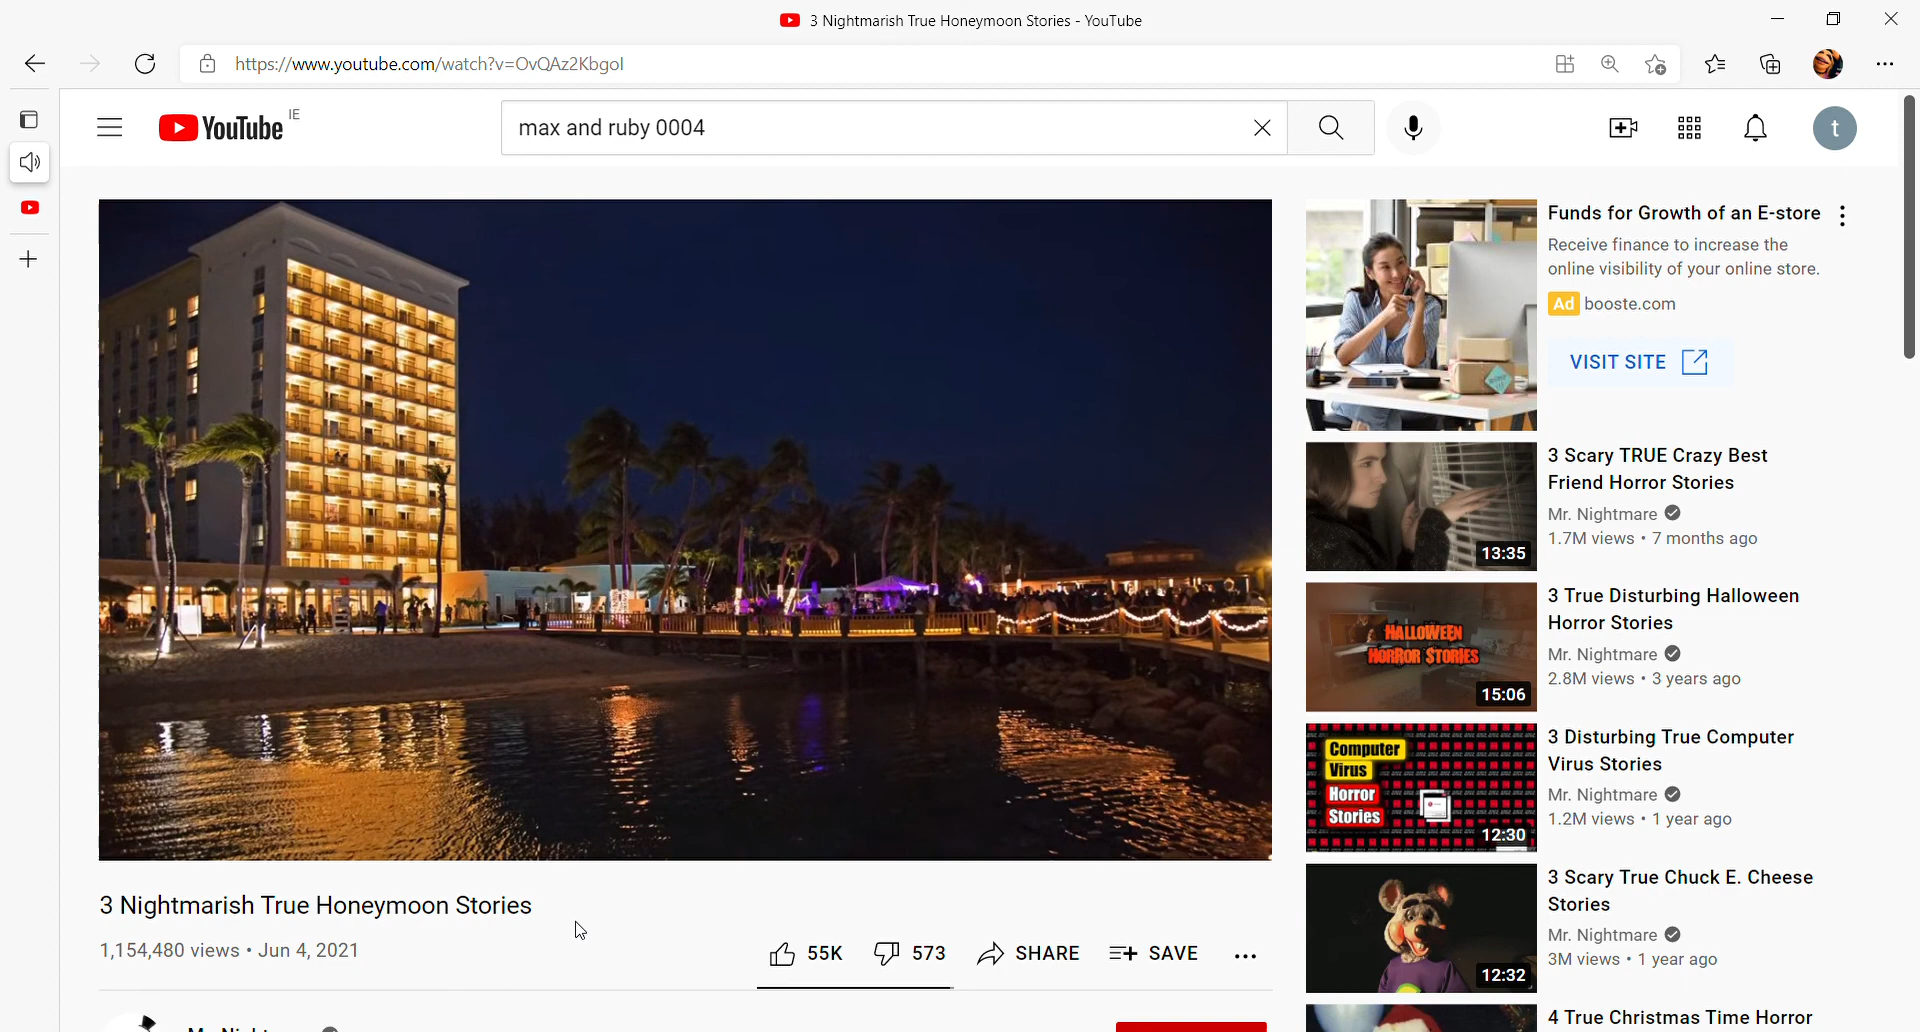 3 Nightmarish True Honeymoon Stories - YouTube
https://www.youtube.com/watch?v=OvQAz2KbgoI
YouTube IE
max and ruby 0004
t
Funds for Growth of an E-store
Receive finance to increase the
online visibility of your online store.
Ad booste.com
VISIT SITE
3 Scary TRUE Crazy Best
Friend Horror Stories
Mr. Nightmare
1.7M views • 7 months ago
13:35
3 True Disturbing Halloween
Horror Stories
Mr. Nightmare
2.8M views • 3 years ago
HALLOWEEN
HORROR STORIES
15:06
3 Disturbing True Computer
Virus Stories
Mr. Nightmare
1.2M views • 1 year ago
Computer
Virus
Horror
Stories
12:30
3 Scary True Chuck E. Cheese
Stories
Mr. Nightmare
3M views • 1 year ago
12:32
4 True Christmas Time Horror
3 Nightmarish True Honeymoon Stories
1,154,480 views • Jun 4, 2021
55K
573
SHARE
SAVE